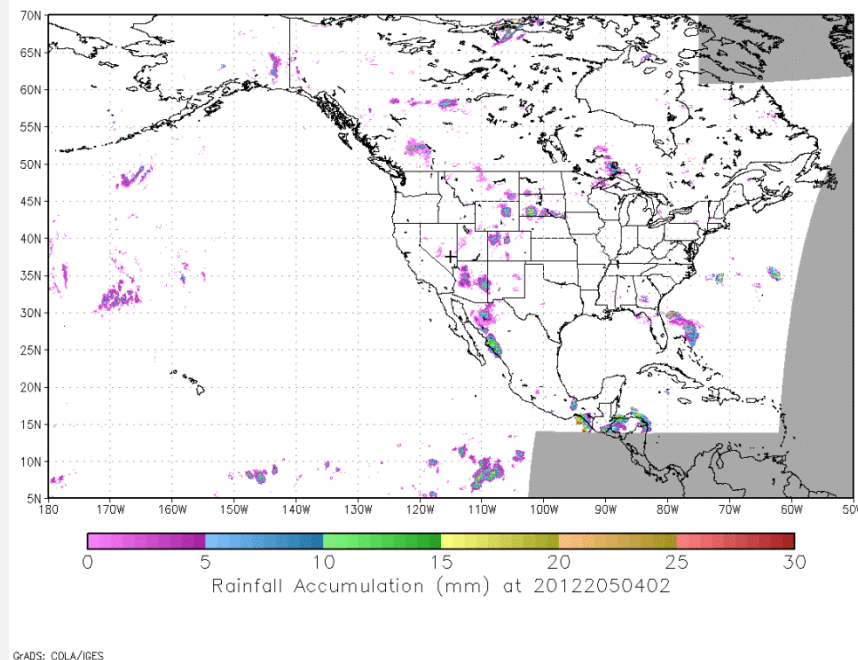 70N
65N
60N
55N
50N
45N
40N
35N
30N
25N
20N
15N
10N
5N
180 170W 160W 150W 140W 130W 120W 110W 100W 90W 80W 70W 60W 50W
0 5 10 15 20 25 30
Rainfall Accumulation (mm) at 20122050402
GrADS: COLA/IGES